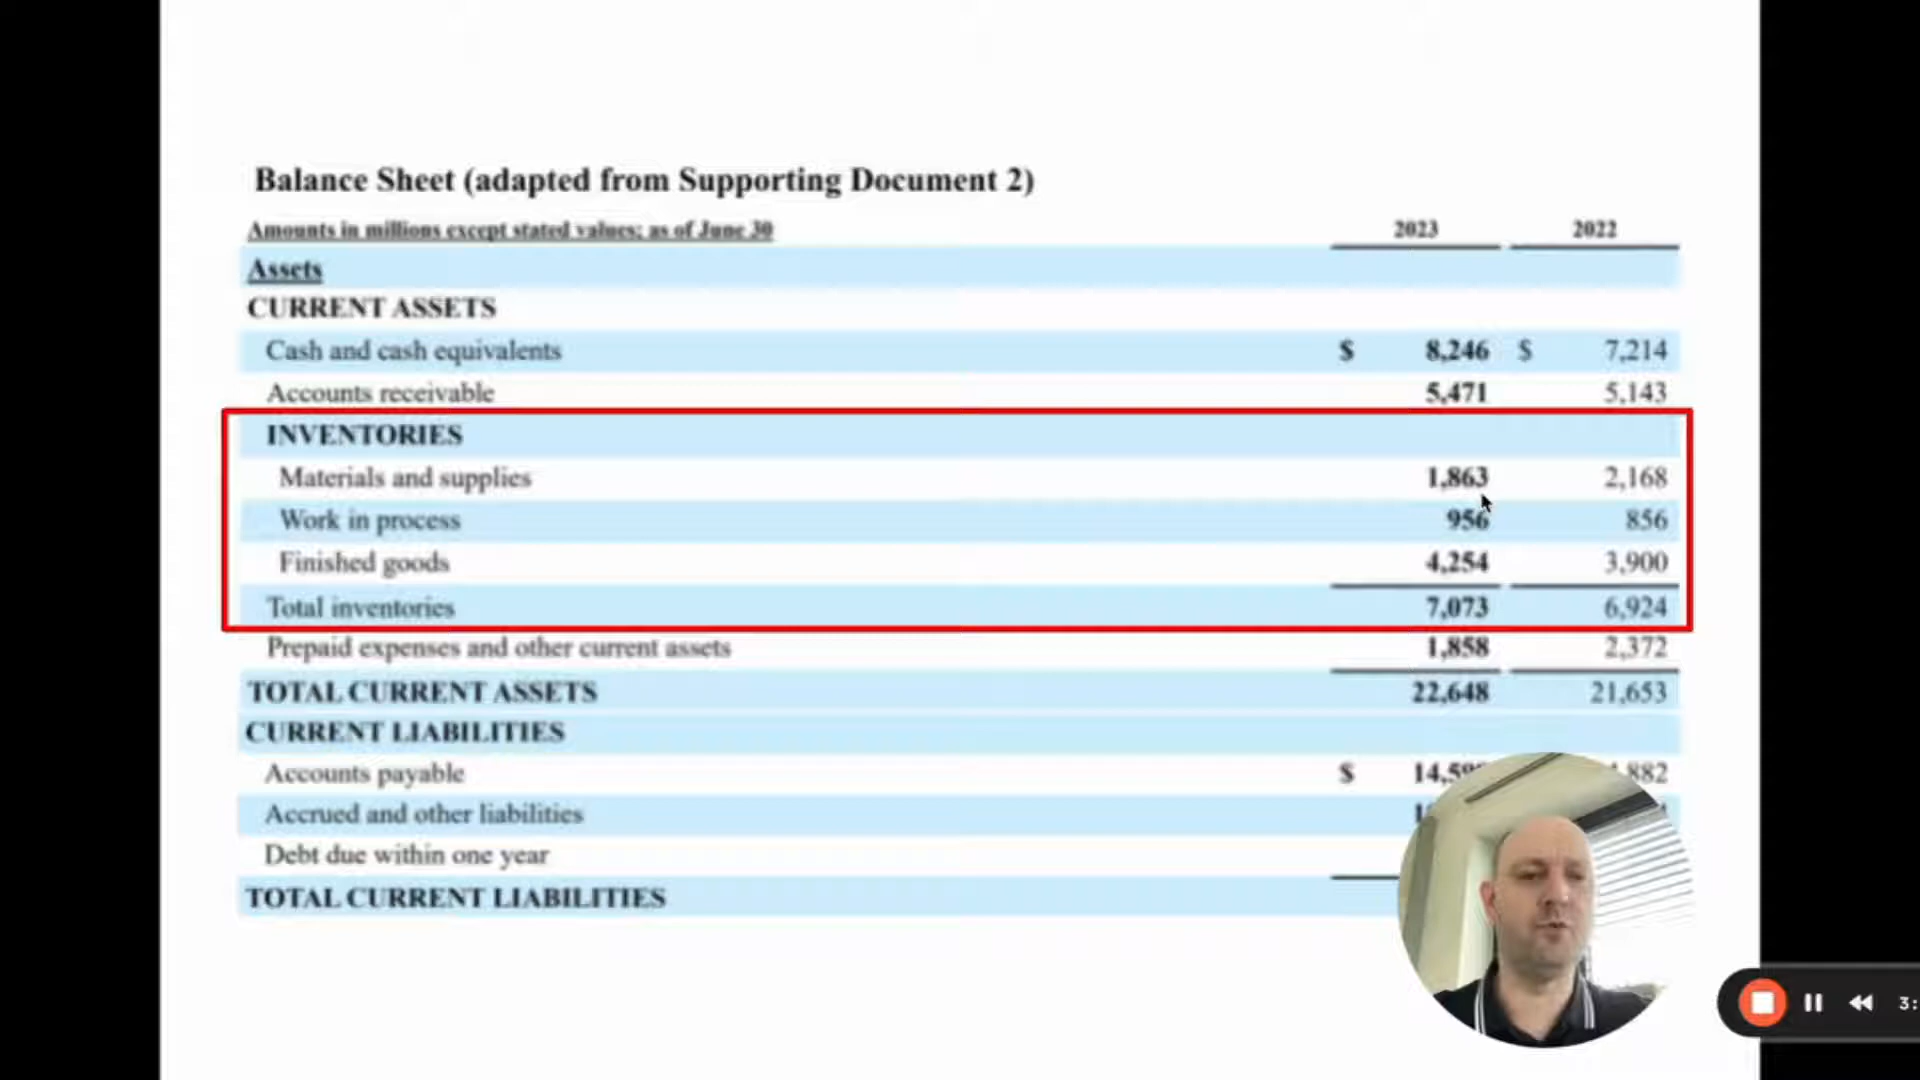 Balance Sheet (adapted from Supporting Document 2)
Amounts in millions except stated values; as of June 30 2023 2022
Assets
CURRENT ASSETS
Cash and cash equivalents $ 8,246 $ 7,214
Accounts receivable 5,471 5,143
INVENTORIES
Materials and supplies 1,863 2,168
Work in process 956 856
Finished goods 4,254 3,900
Total inventories 7,073 6,924
Prepaid expenses and other current assets 1,858 2,372
TOTAL CURRENT ASSETS 22,648 21,653
CURRENT LIABILITIES
Accounts payable $
Accrued and other liabilities
Debt due within one year
TOTAL CURRENT LIABILITIES
3: